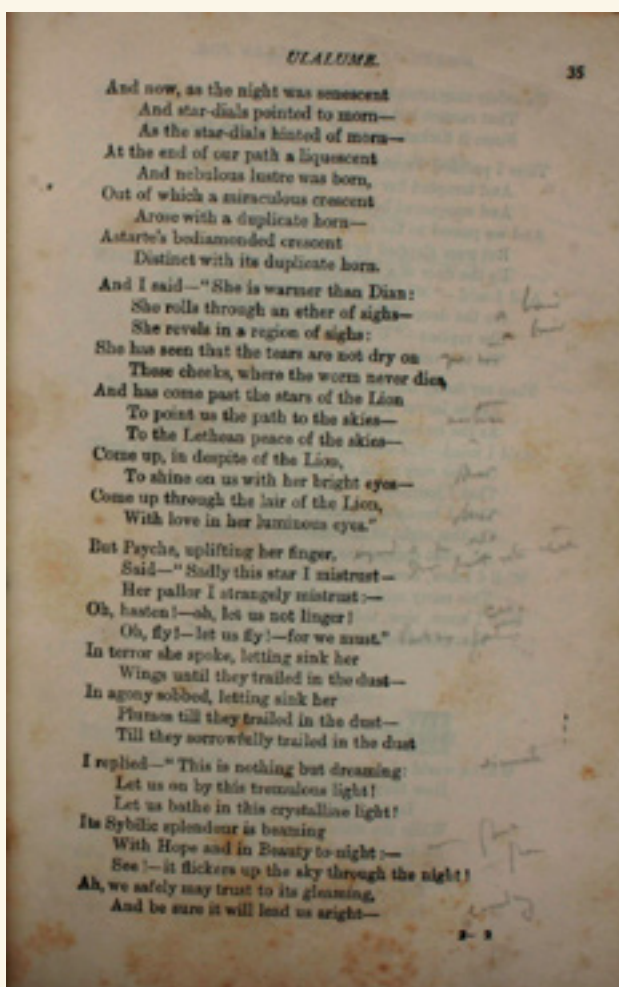 ULALUME.
35
And now, as the night was senescent
And star-dials pointed to morn—
As the star-dials hinted of morn—
At the end of our path a liquescent
And nebulous lustre was born,
Out of which a miraculous crescent
Arose with a duplicate horn—
Astarte's bediamonded crescent
Distinct with its duplicate horn.
And I said—"She is warmer than Dian:
She rolls through an ether of sighs—
She revels in a region of sighs:
She has seen that the tears are not dry on
These cheeks, where the worm never dies,
And has come past the stars of the Lion
To point us the path to the skies—
To the Lethean peace of the skies—
Come up, in despite of the Lion,
To shine on us with her bright eyes—
Come up through the lair of the Lion,
With love in her luminous eyes."
But Psyche, uplifting her finger,
Said—"Sadly this star I mistrust—
Her pallor I strangely mistrust:—
Oh, hasten!—oh, let us not linger!
Oh, fly!—let us fly!—for we must."
In terror she spoke, letting sink her
Wings until they trailed in the dust—
In agony sobbed, letting sink her
Plumes till they trailed in the dust—
Till they sorrowfully trailed in the dust
I replied—"This is nothing but dreaming:
Let us on by this tremulous light!
Let us bathe in this crystalline light!
Its Sybilic splendour is beaming
With Hope and in Beauty to-night:—
See!—it flickers up the sky through the night!
Ah, we safely may trust to its gleaming,
And be sure it will lead us aright—